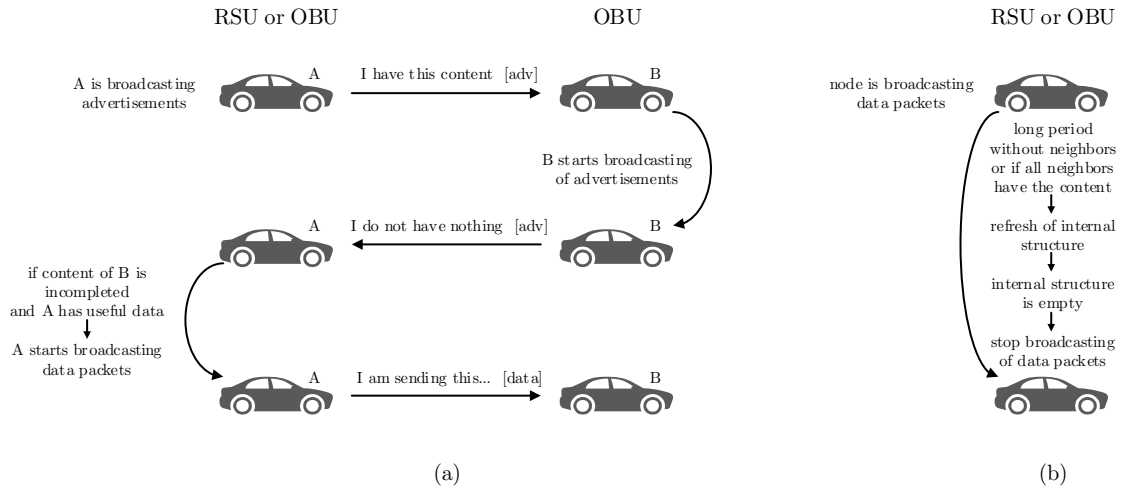 RSU or OBU
OBU
A is broadcasting
advertisements
A
I have this content [adv]
B
B starts broadcasting
of advertisements
A
I do not have nothing [adv]
B
if content of B is
incompleted
and A has useful data
A starts broadcasting
data packets
A
I am sending this... [data]
B
(a)
RSU or OBU
node is broadcasting
data packets
long period
without neighbors
or if all neighbors
have the content
refresh of internal
structure
internal structure
is empty
stop broadcasting
of data packets
(b)